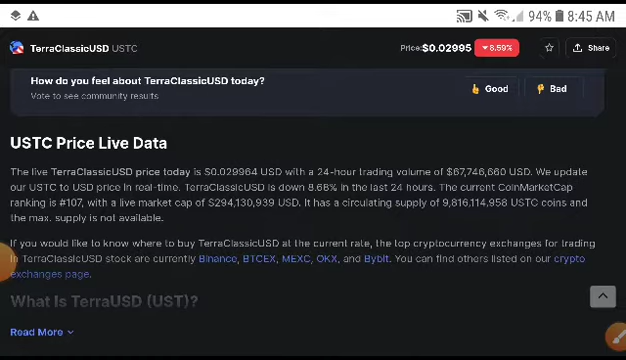 94% 8:45 AM
TerraClassicUSD USTC Price:$0.02995 8.59% Share
How do you feel about TerraClassicUSD today?
Vote to see community results
Good Bad
USTC Price Live Data
The live TerraClassicUSD price today is $0.029964 USD with a 24-hour trading volume of $67,746,660 USD. We update
our USTC to USD price in real-time. TerraClassicUSD is down 8.66% in the last 24 hours. The current CoinMarketCap
ranking is #107, with a live market cap of $294,130,939 USD. It has a circulating supply of 9,816,114,958 USTC coins and
the max. supply is not available.
If you would like to know where to buy TerraClassicUSD at the current rate, the top cryptocurrency exchanges for trading
in TerraClassicUSD stock are currently Binance, BTCEX, MEXC, OKX, and Bybit. You can find others listed on our crypto
exchanges page.
What Is TerraUSD (UST)?
Read More